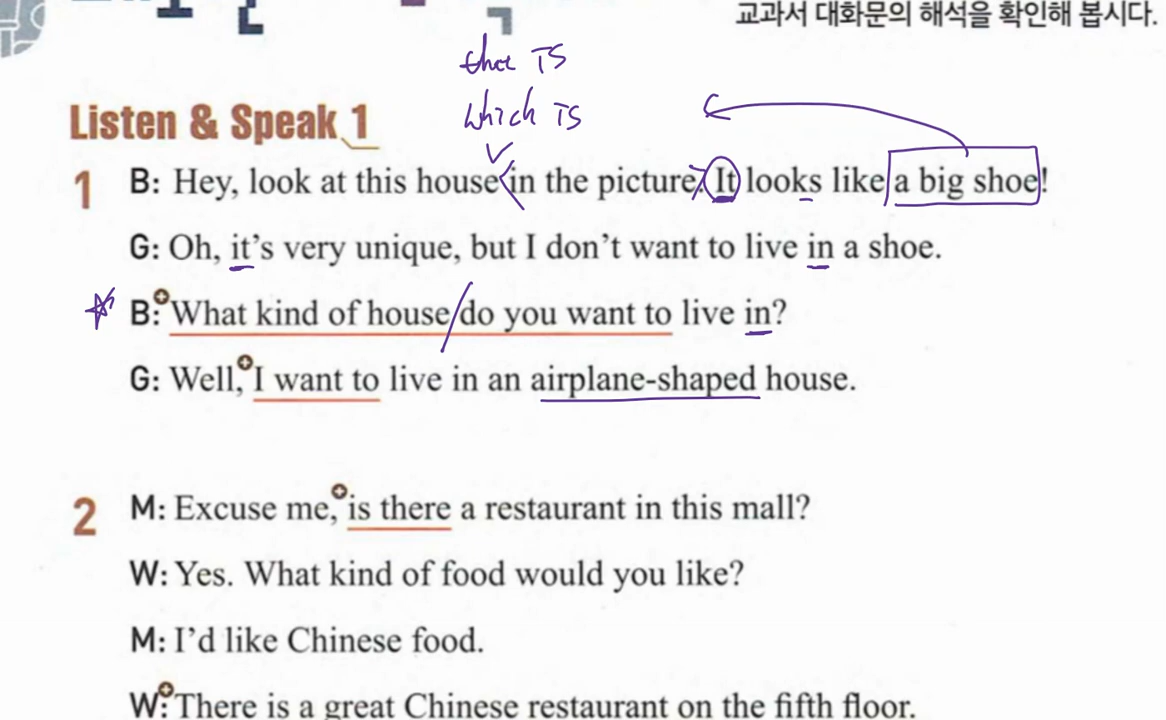 교과서 대화문의 해석을 확인해 봅시다.
that is
which is
Listen & Speak 1
1 B: Hey, look at this house in the picture. It looks like a big shoe!
G: Oh, it's very unique, but I don't want to live in a shoe.
B: What kind of house do you want to live in?
G: Well, I want to live in an airplane-shaped house.
2 M: Excuse me, is there a restaurant in this mall?
W: Yes. What kind of food would you like?
M: I'd like Chinese food.
W: There is a great Chinese restaurant on the fifth floor.